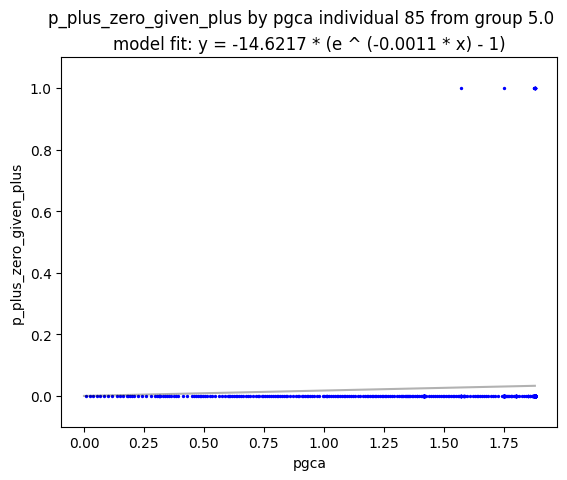 p_plus_zero_given_plus by pgca individual 85 from group 5.0
model fit: y = -14.6217 * (e ^ (-0.0011 * x) - 1)
1.0
0.8
0.6
0.4
0.2
0.0
p_plus_zero_given_plus
0.00 0.25 0.50 0.75 1.00 1.25 1.50 1.75
pgca